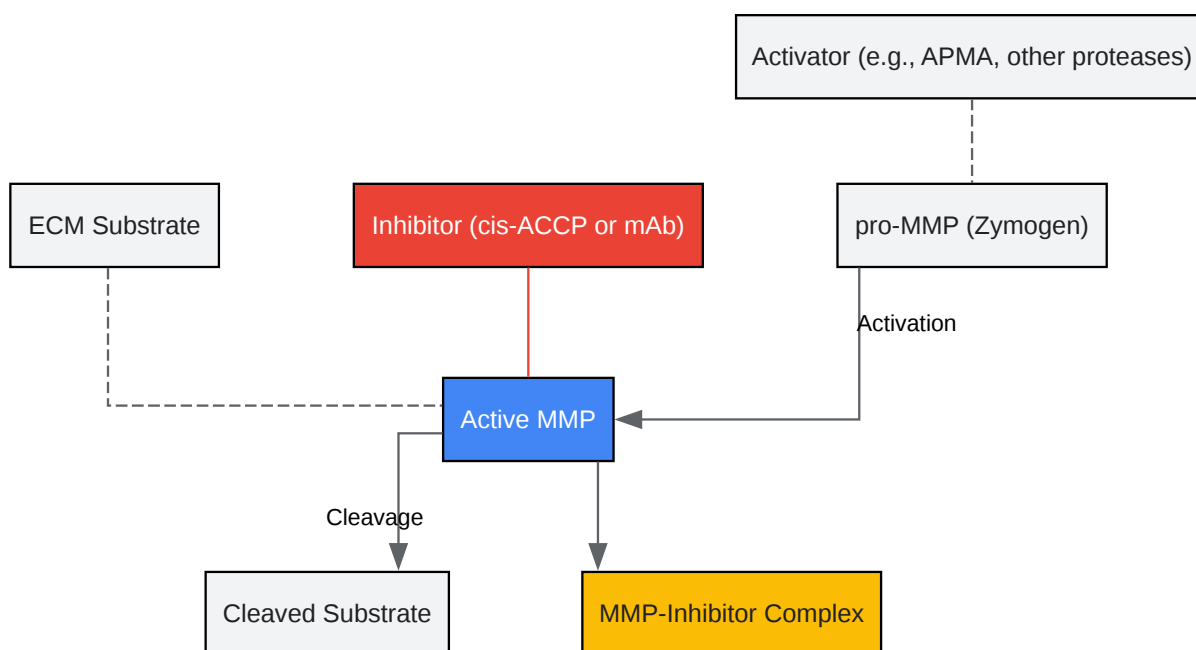 Activator (e.g., APMA, other proteases)
ECM Substrate
Inhibitor (cis-ACCP or mAb)
pro-MMP (Zymogen)
Activation
Active MMP
Cleavage
Cleaved Substrate
MMP-Inhibitor Complex